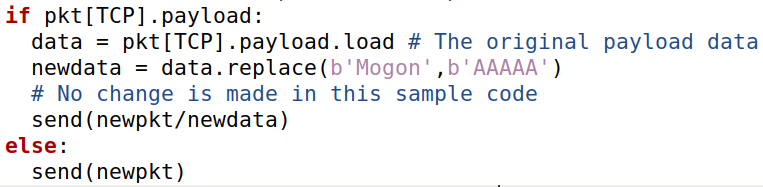 if pkt[TCP].payload:
data = pkt[TCP].payload.load # The original payload data
newdata = data.replace(b'Mogon',b'AAAAA')
# No change is made in this sample code
send(newpkt/newdata)
else:
send(newpkt)